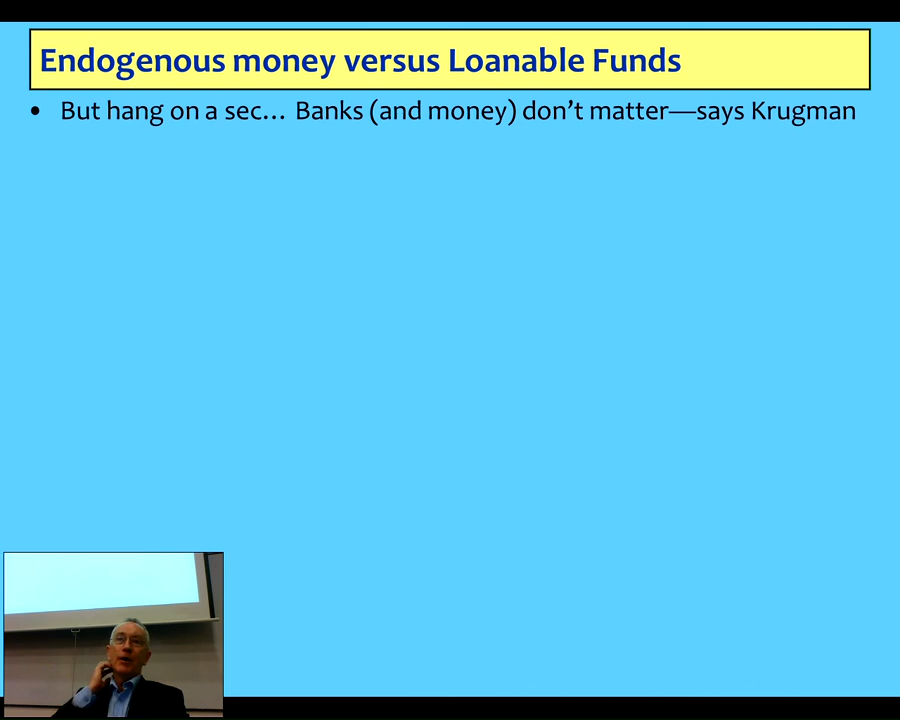 Endogenous money versus Loanable Funds
• But hang on a sec… Banks (and money) don’t matter—says Krugman